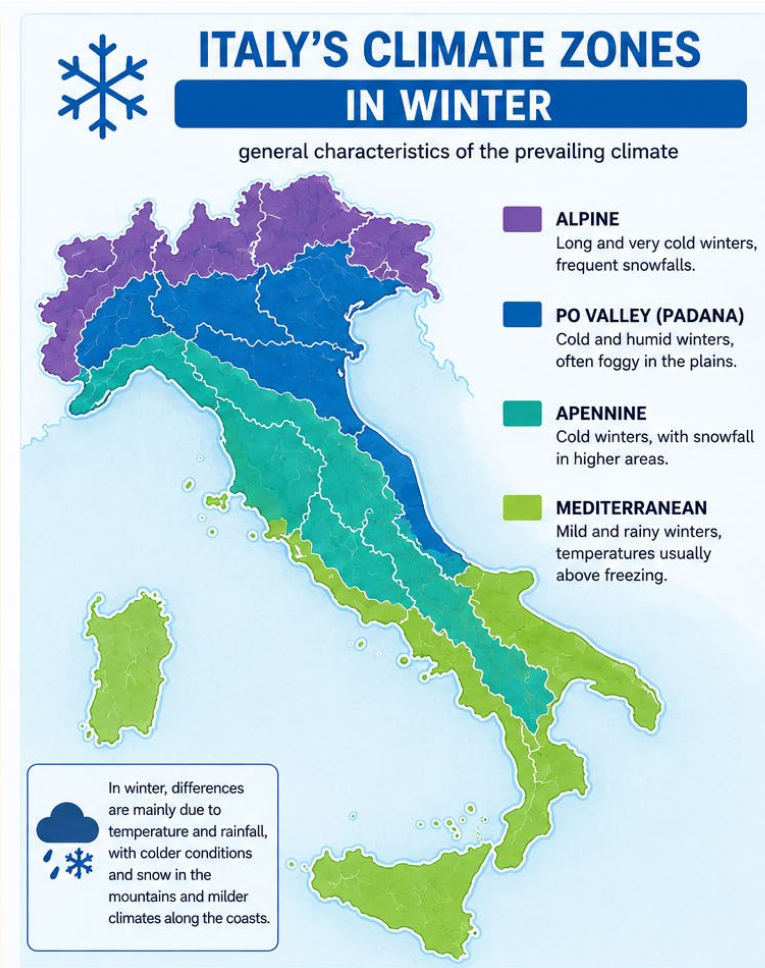 ITALY'S CLIMATE ZONES
IN WINTER
general characteristics of the prevailing climate
ALPINE
Long and very cold winters,
frequent snowfalls.
PO VALLEY (PADANA)
Cold and humid winters,
often foggy in the plains.
APENNINE
Cold winters, with snowfall
in higher areas.
MEDITERRANEAN
Mild and rainy winters,
temperatures usually
above freezing.
In winter, differences
are mainly due to
temperature and rainfall,
with colder conditions
and snow in the
mountains and milder
climates along the coasts.